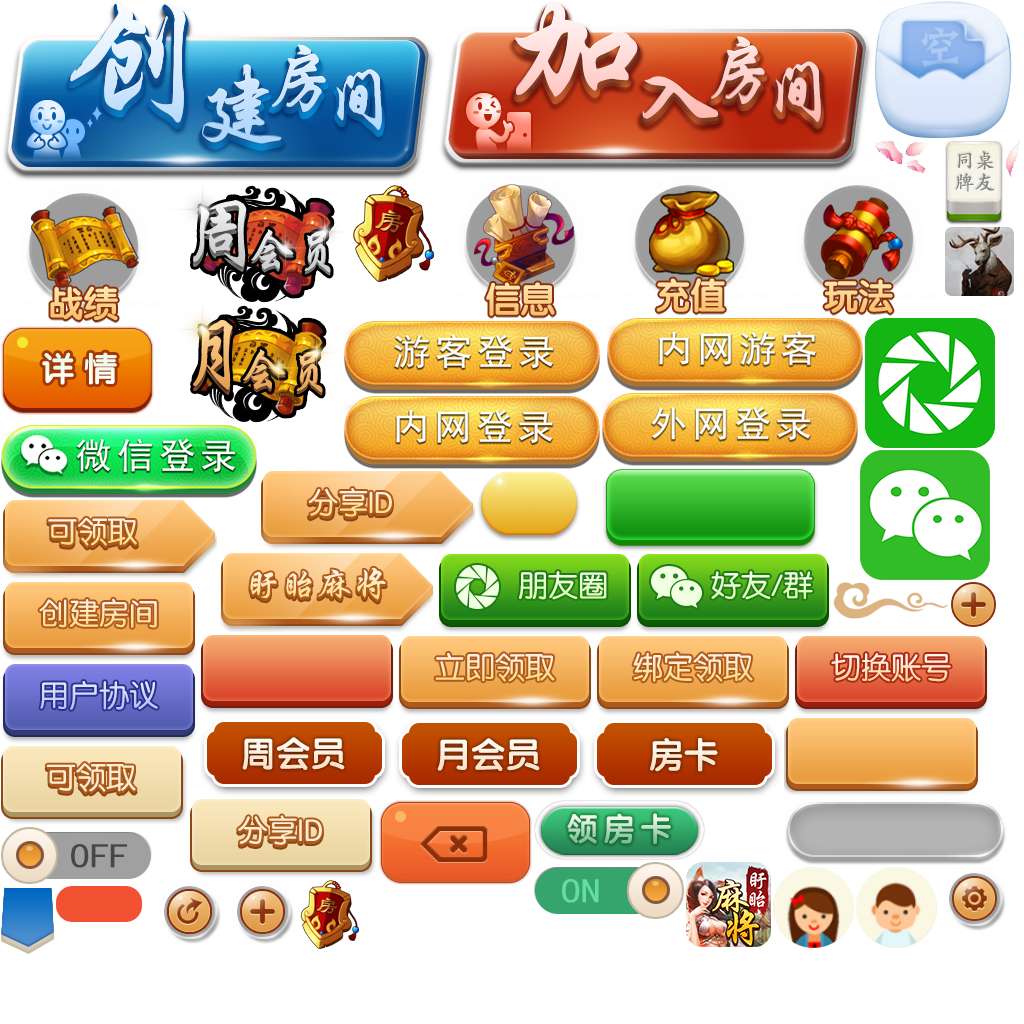 创建房间
加入房间
空
同桌
牌友
战绩
周会员
房
信息
充值
玩法
详情
月会员
游客登录
内网游客
内网登录
外网登录
微信登录
可领取
分享ID
盱眙麻将
朋友圈
好友/群
创建房间
用户协议
立即领取
绑定领取
切换账号
周会员
月会员
房卡
可领取
分享ID
领房卡
OFF
ON
房
盱眙
麻将